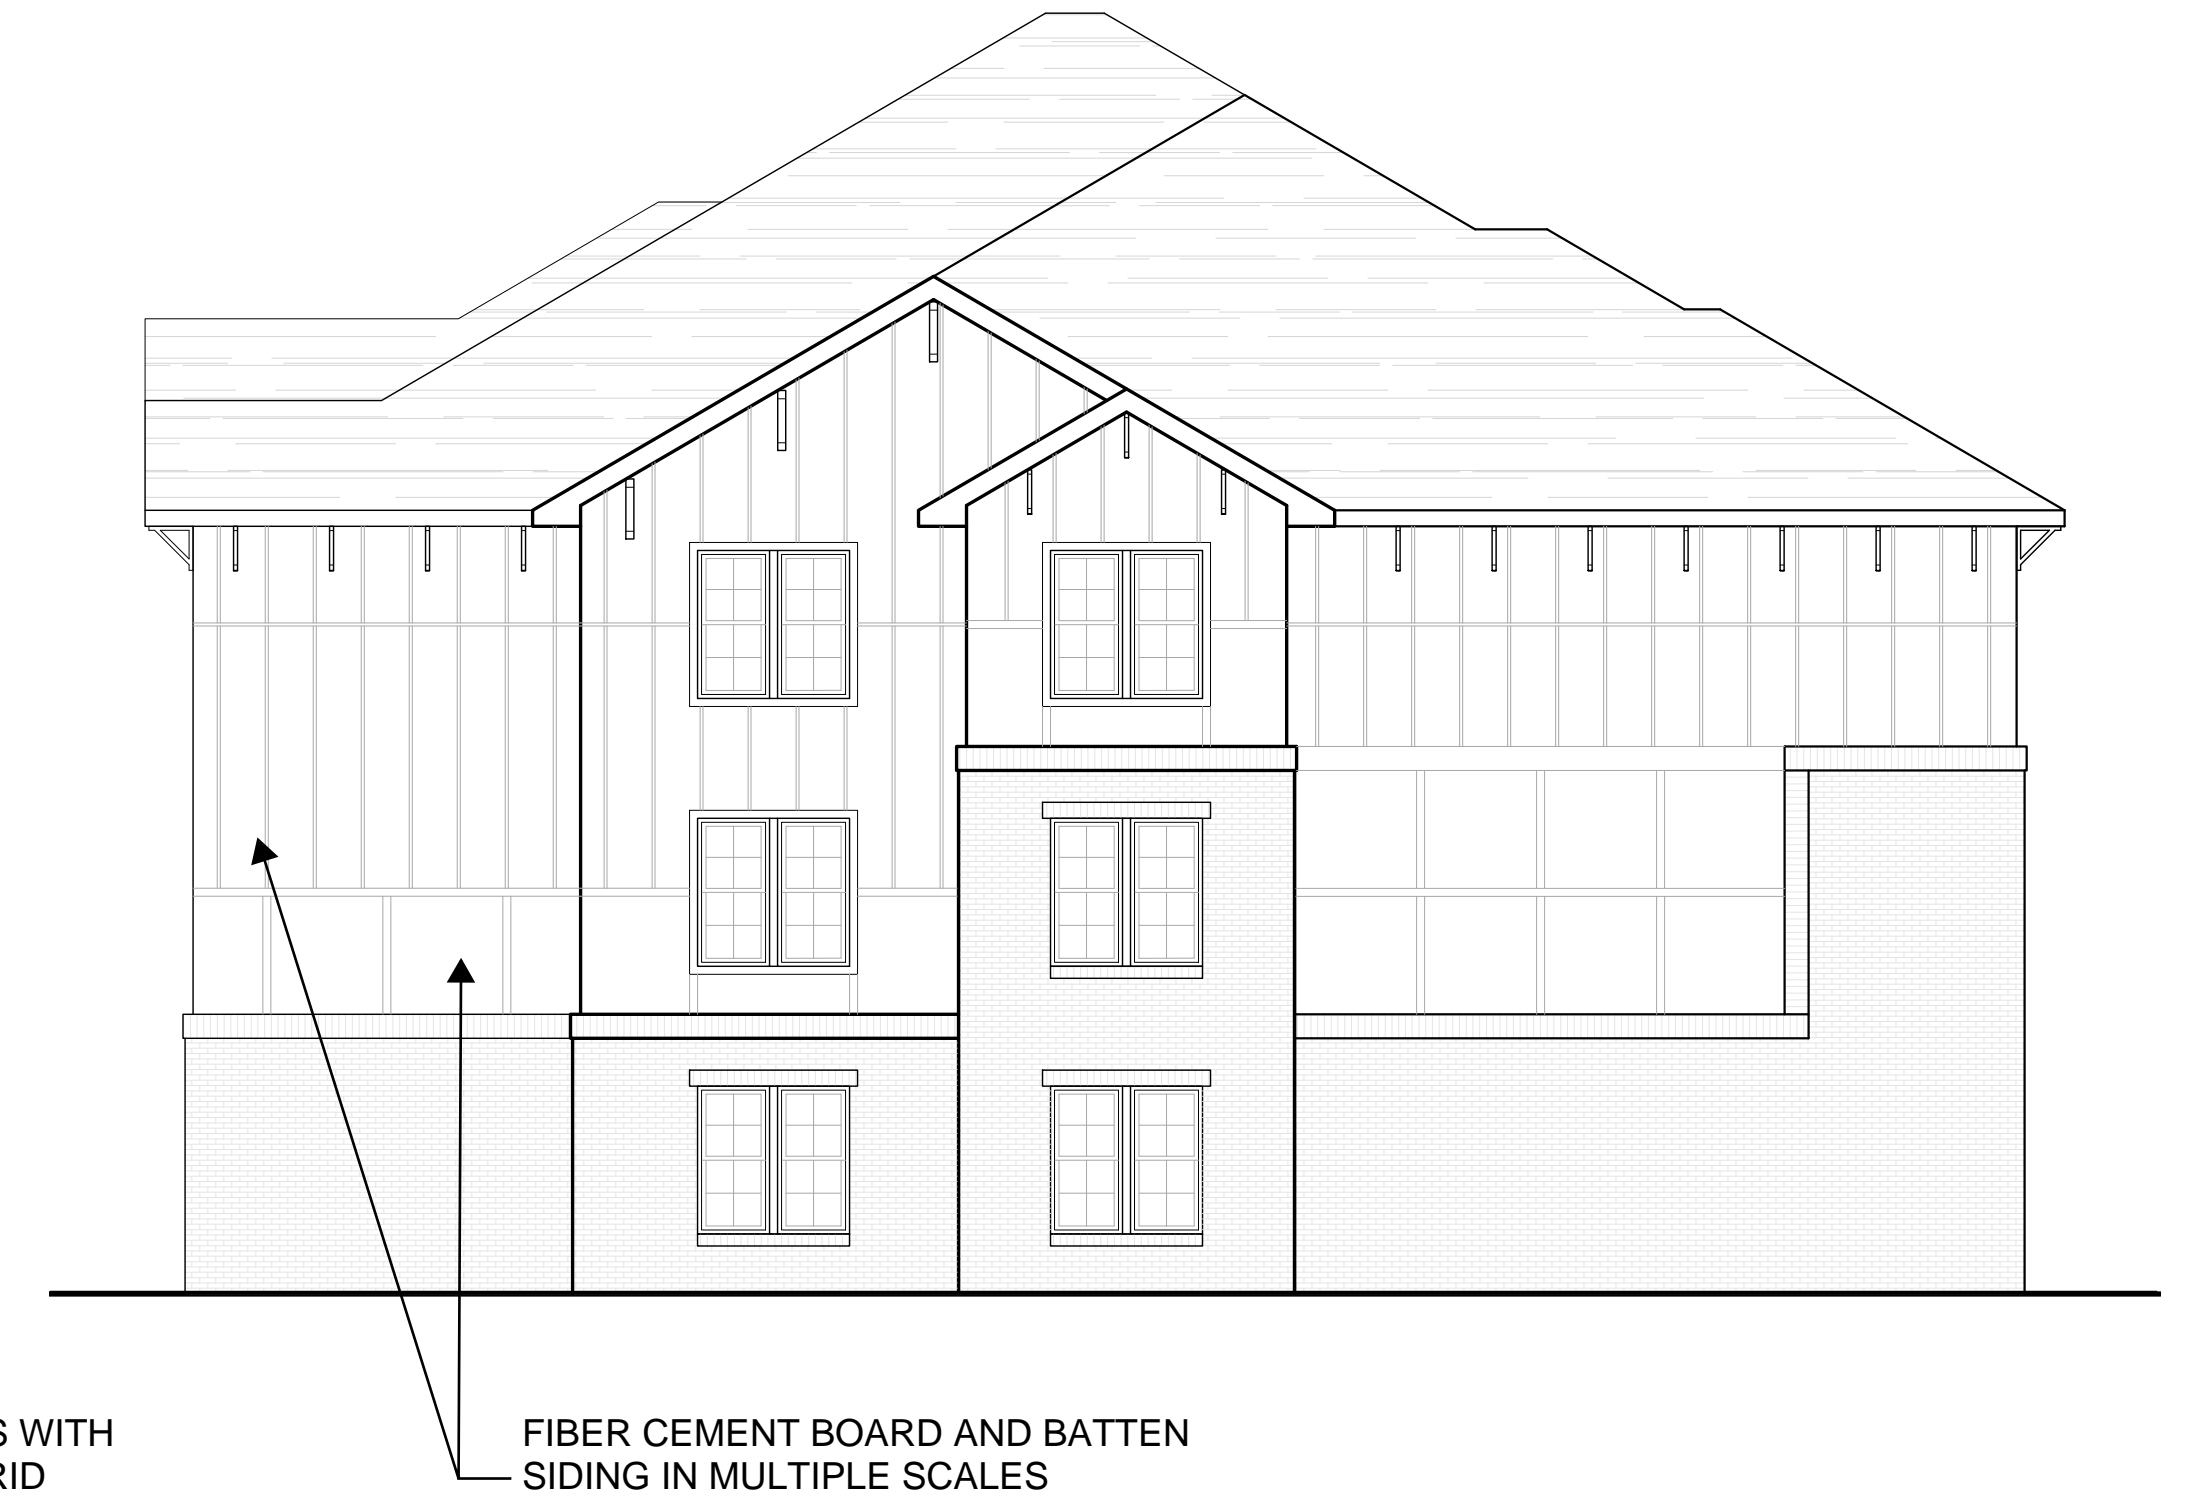 S WITH
RID
FIBER CEMENT BOARD AND BATTEN
SIDING IN MULTIPLE SCALES